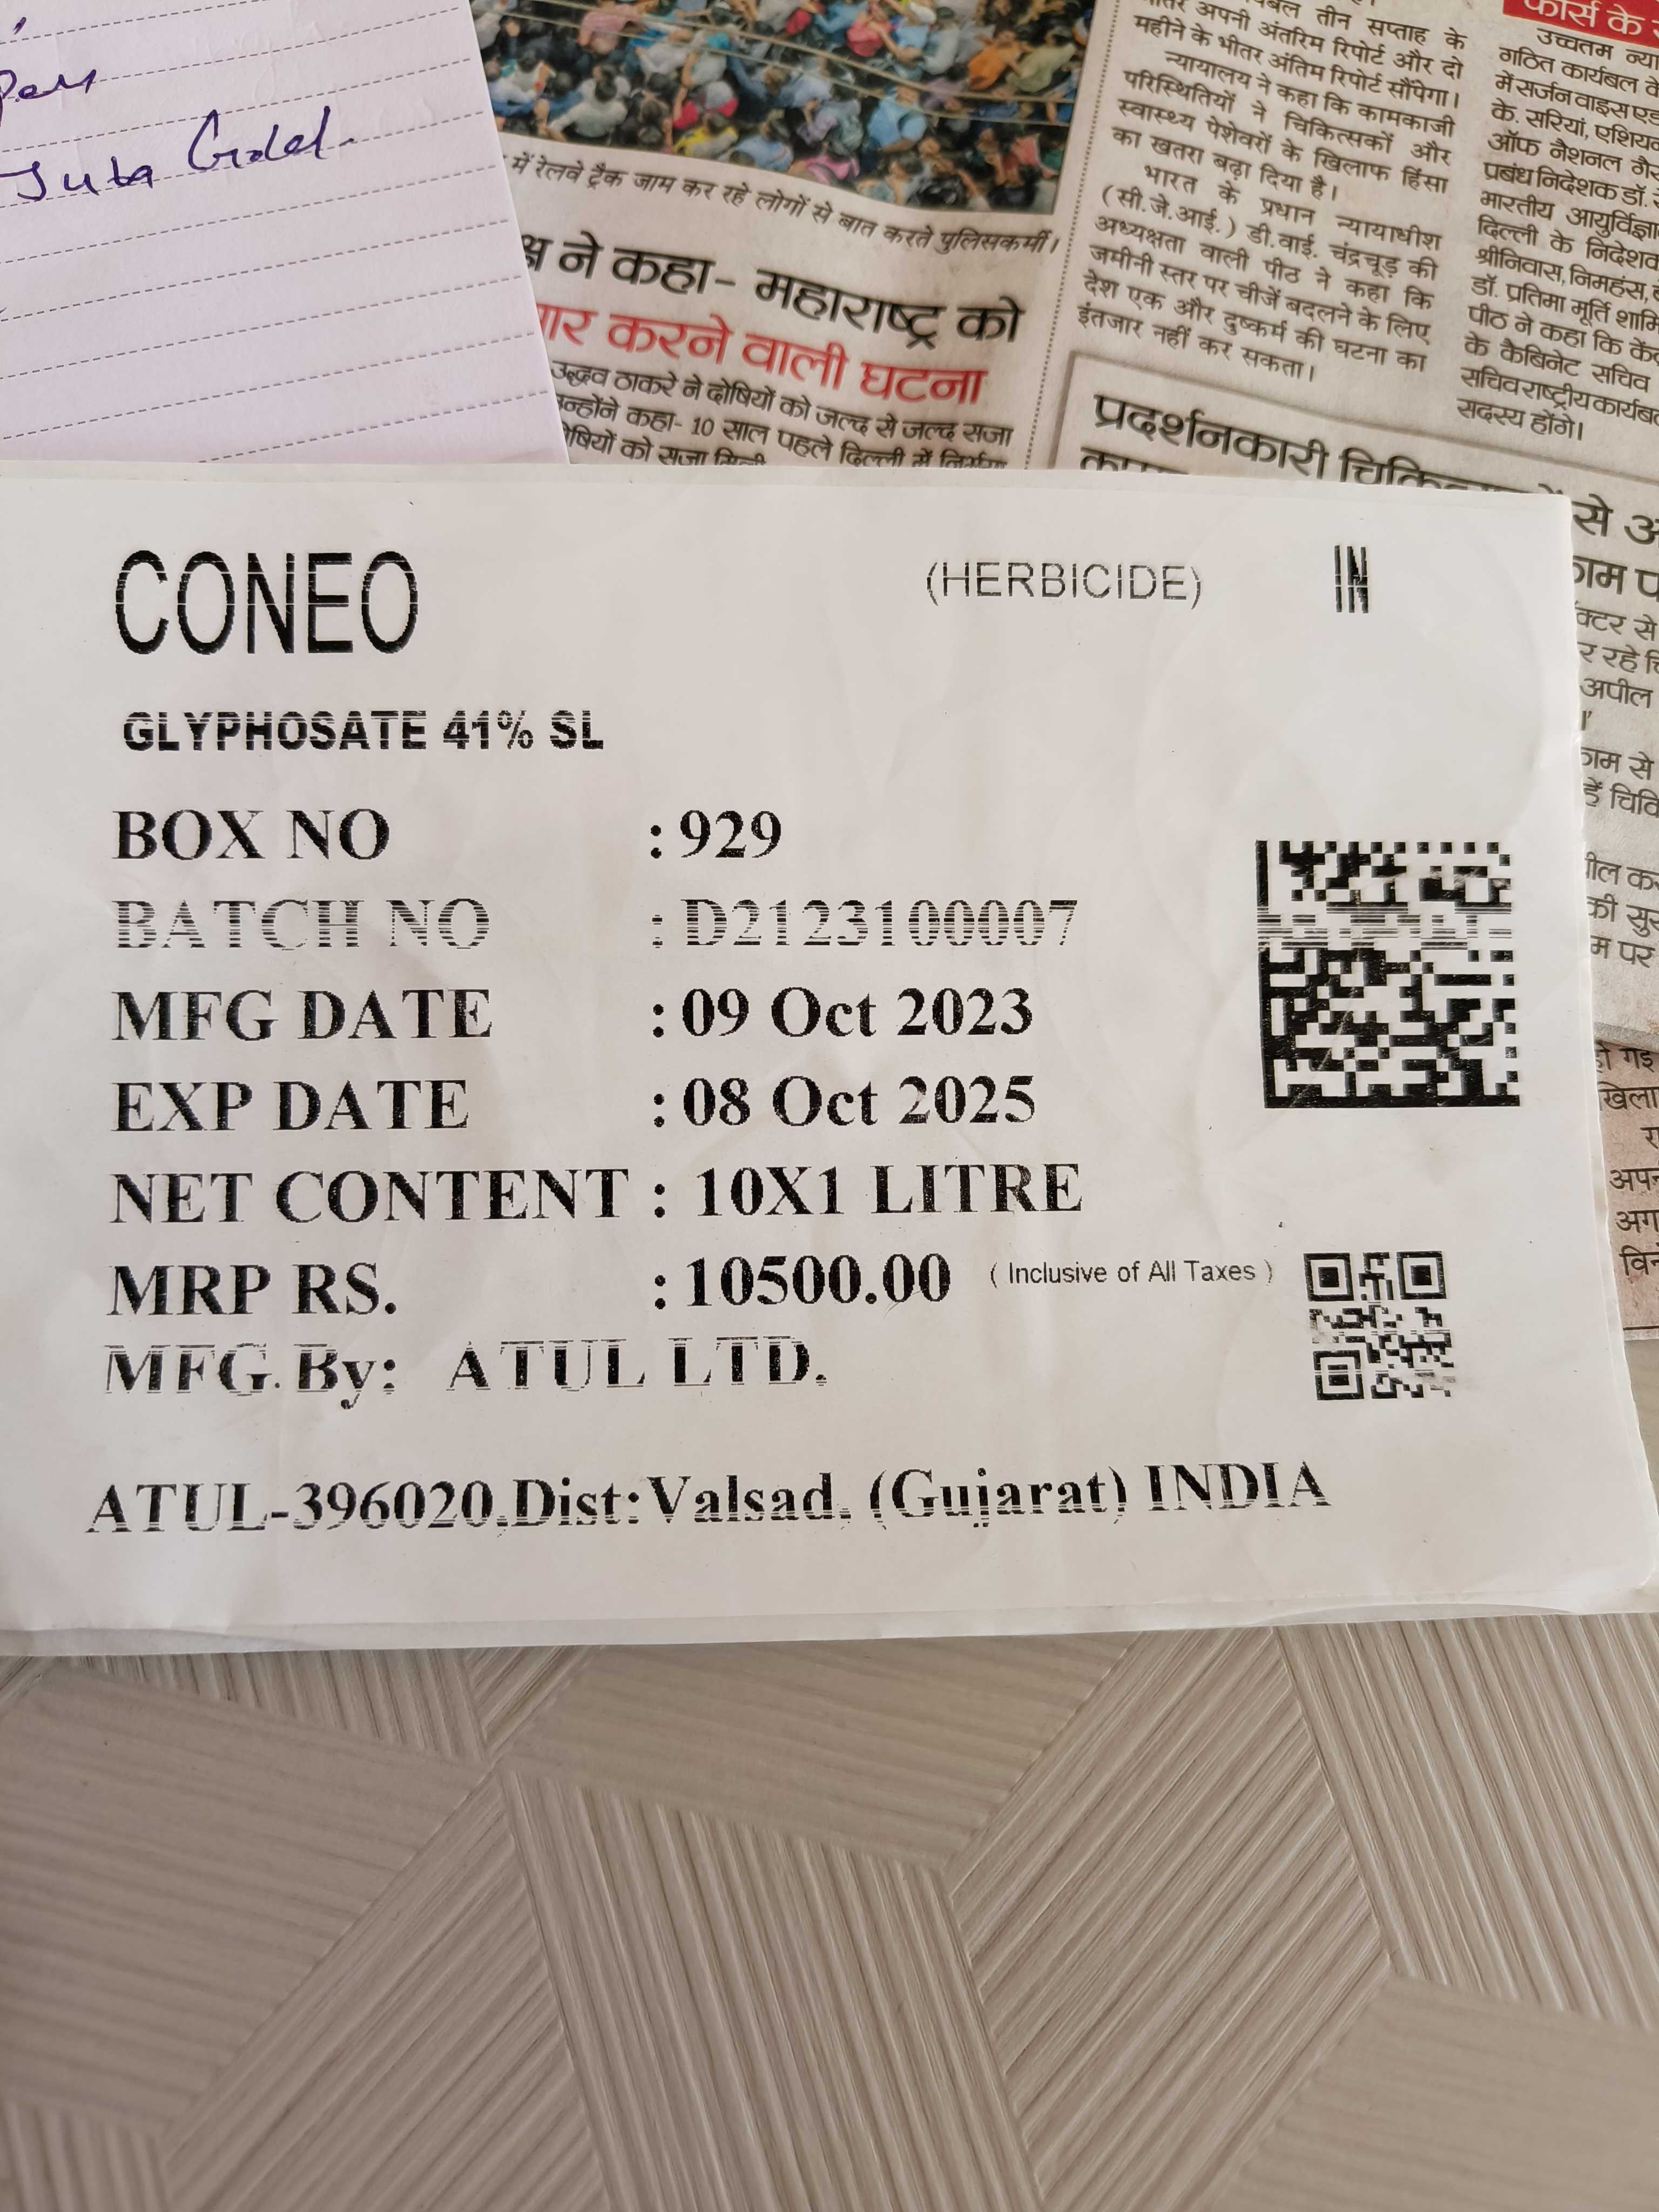 Juta Godel.
में रेलवे ट्रैक जाम कर रहे लोगों से बात करते पुलिसकर्मी।
ने कहा- महाराष्ट्र को
करने वाली घटना
उद्धव ठाकरे ने दोषियों को जल्द से जल्द सजा
उन्होंने कहा- 10 साल पहले दिल्ली में निर्भया
को सजा मिली
तीन सप्ताह के
भीतर अपनी अंतरिम रिपोर्ट और दो
महीने के भीतर अंतिम रिपोर्ट सौंपेगा।
न्यायालय ने कहा कि कामकाजी
परिस्थितियों ने चिकित्सकों और
स्वास्थ्य पेशेवरों के खिलाफ हिंसा
का खतरा बढ़ा दिया है।
भारत के प्रधान न्यायाधीश
(सी.जे.आई.) डी.वाई. चंद्रचूड़ की
अध्यक्षता वाली पीठ ने कहा कि
जमीनी स्तर पर चीजें बदलने के लिए
देश एक और दुष्कर्म की घटना का
इंतजार नहीं कर सकता।
फोर्स के
उच्चतम
गठित कार्यबल के
में सर्जन वाइस
के. सरियां,
ऑफ नैशनल
प्रबंध निदेशक डॉ.
भारतीय
दिल्ली के निदेशक
श्रीनिवास, निमहंस,
डॉ. प्रतिमा मूर्ति
पीठ ने कहा कि
के कैबिनेट सचिव
सचिव राष्ट्रीय
सदस्य होंगे।
प्रदर्शनकारी
से
CONEO (HERBICIDE) IN
GLYPHOSATE 41% SL
BOX NO : 929
BATCH NO : D2123100007
MFG DATE : 09 Oct 2023
EXP DATE : 08 Oct 2025
NET CONTENT : 10X1 LITRE
MRP RS. : 10500.00 ( Inclusive of All Taxes )
MFG.By: ATUL LTD.
ATUL-396020,Dist:Valsad, (Gujarat) INDIA